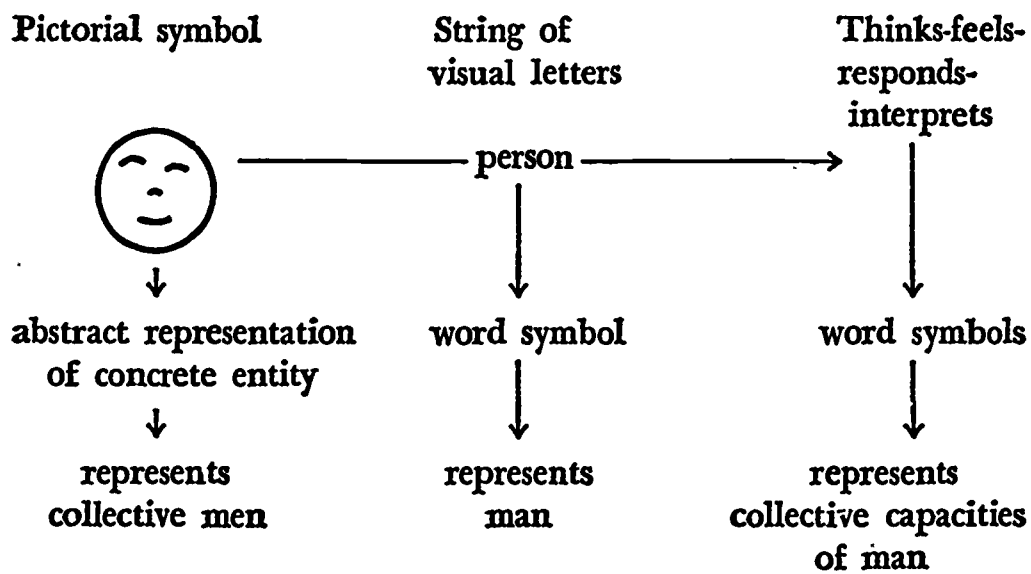 Pictorial symbol
String of
visual letters
Thinks-feels-
responds-
interprets
person
abstract representation
of concrete entity
word symbol
word symbols
represents
collective men
represents
man
represents
collective capacities
of man